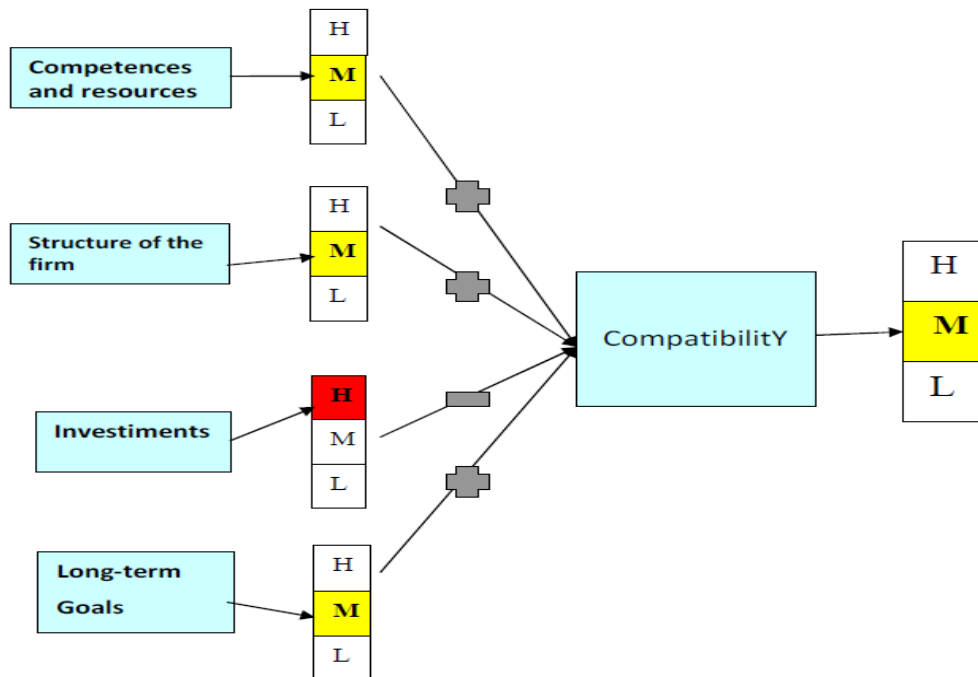 H
Competences
and resources
M
L
H
Structure of the
firm
M
L
H
Investiments
M
L
H
Long-term
Goals
M
L
CompatibilitY
H
M
L